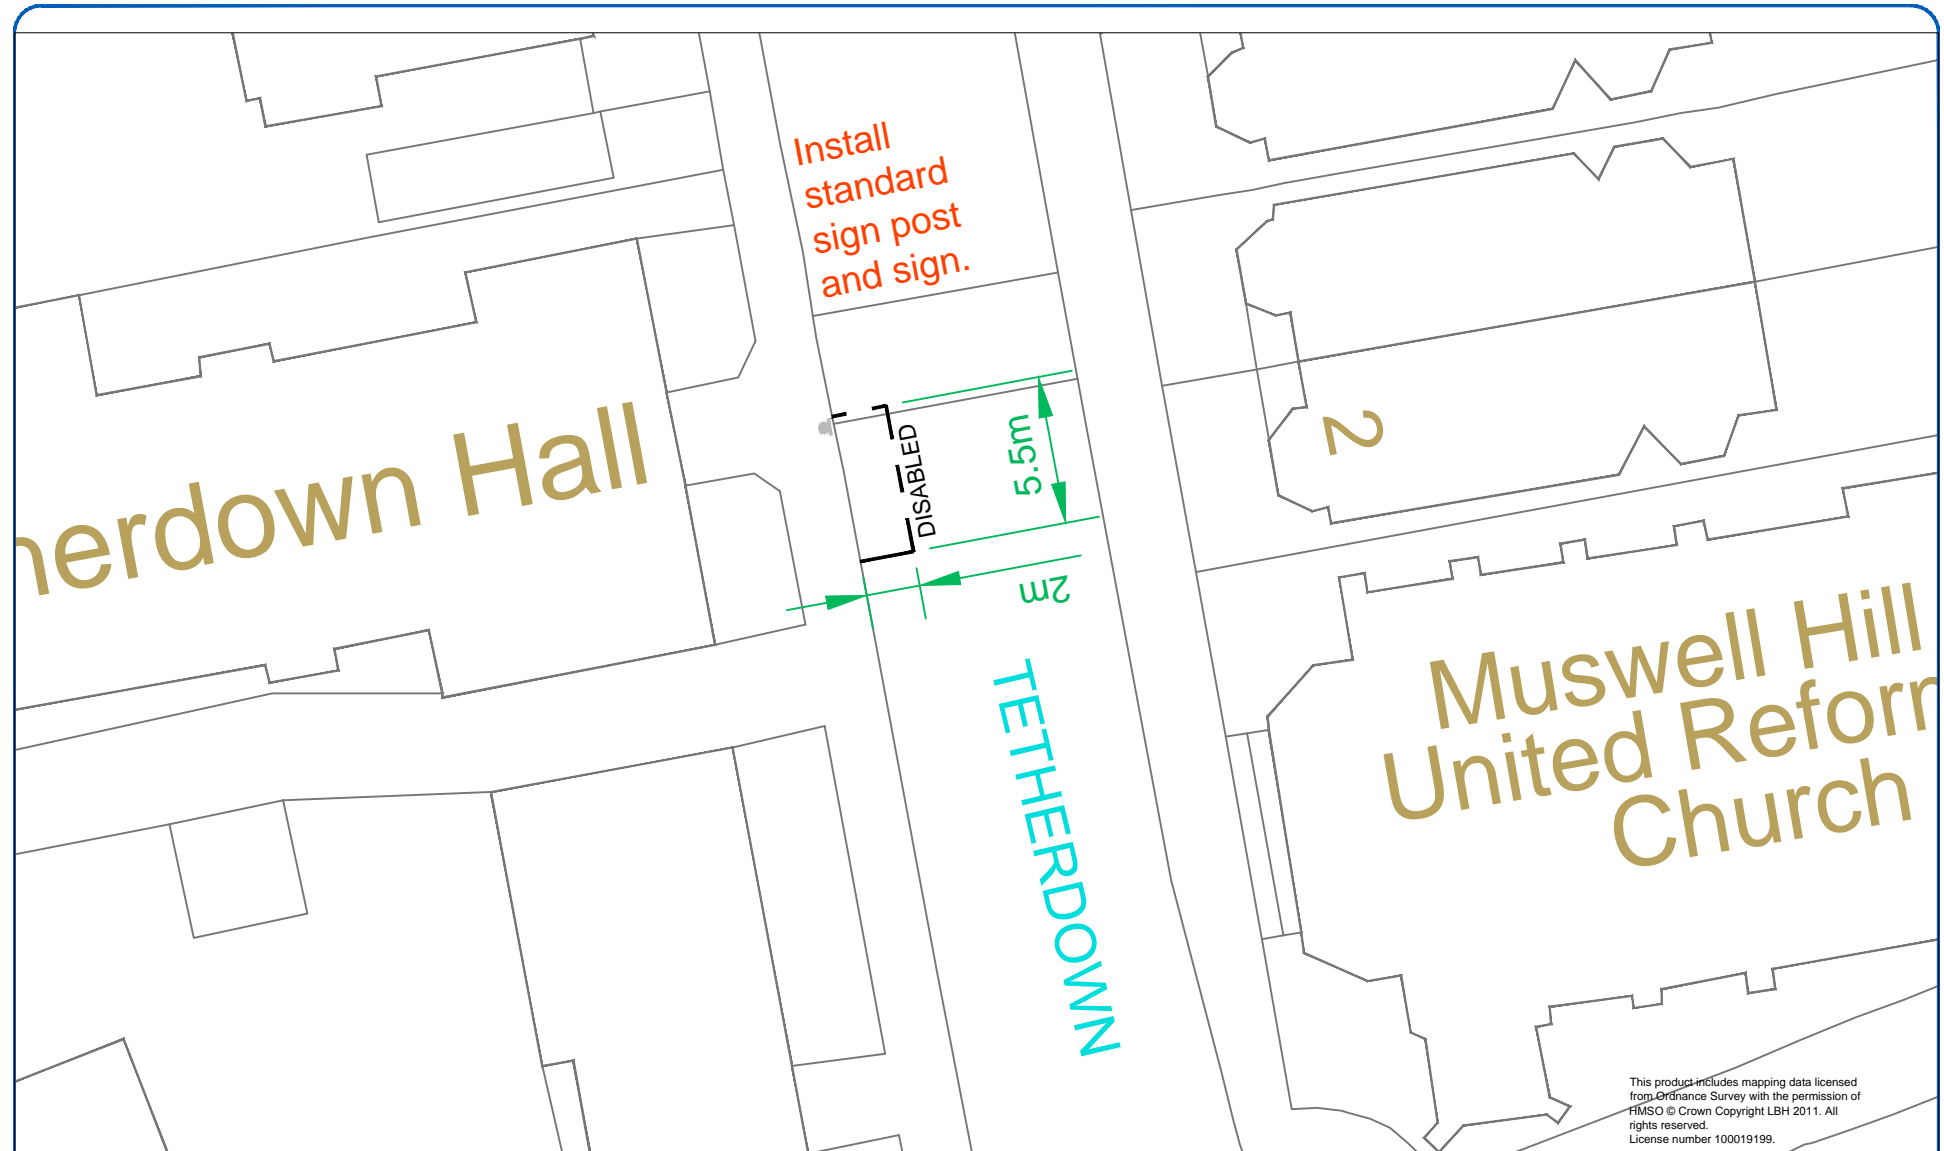 Install
standard
sign post
and sign.
nerdown Hall
DISABLED
5.5m
2
2m
TETHERDOWN
Muswell Hill
United Reforr
Church
This product includes mapping data licensed
from Ordnance Survey with the permission of
HMSO © Crown Copyright LBH 2011. All
rights reserved.
License number 100019199.